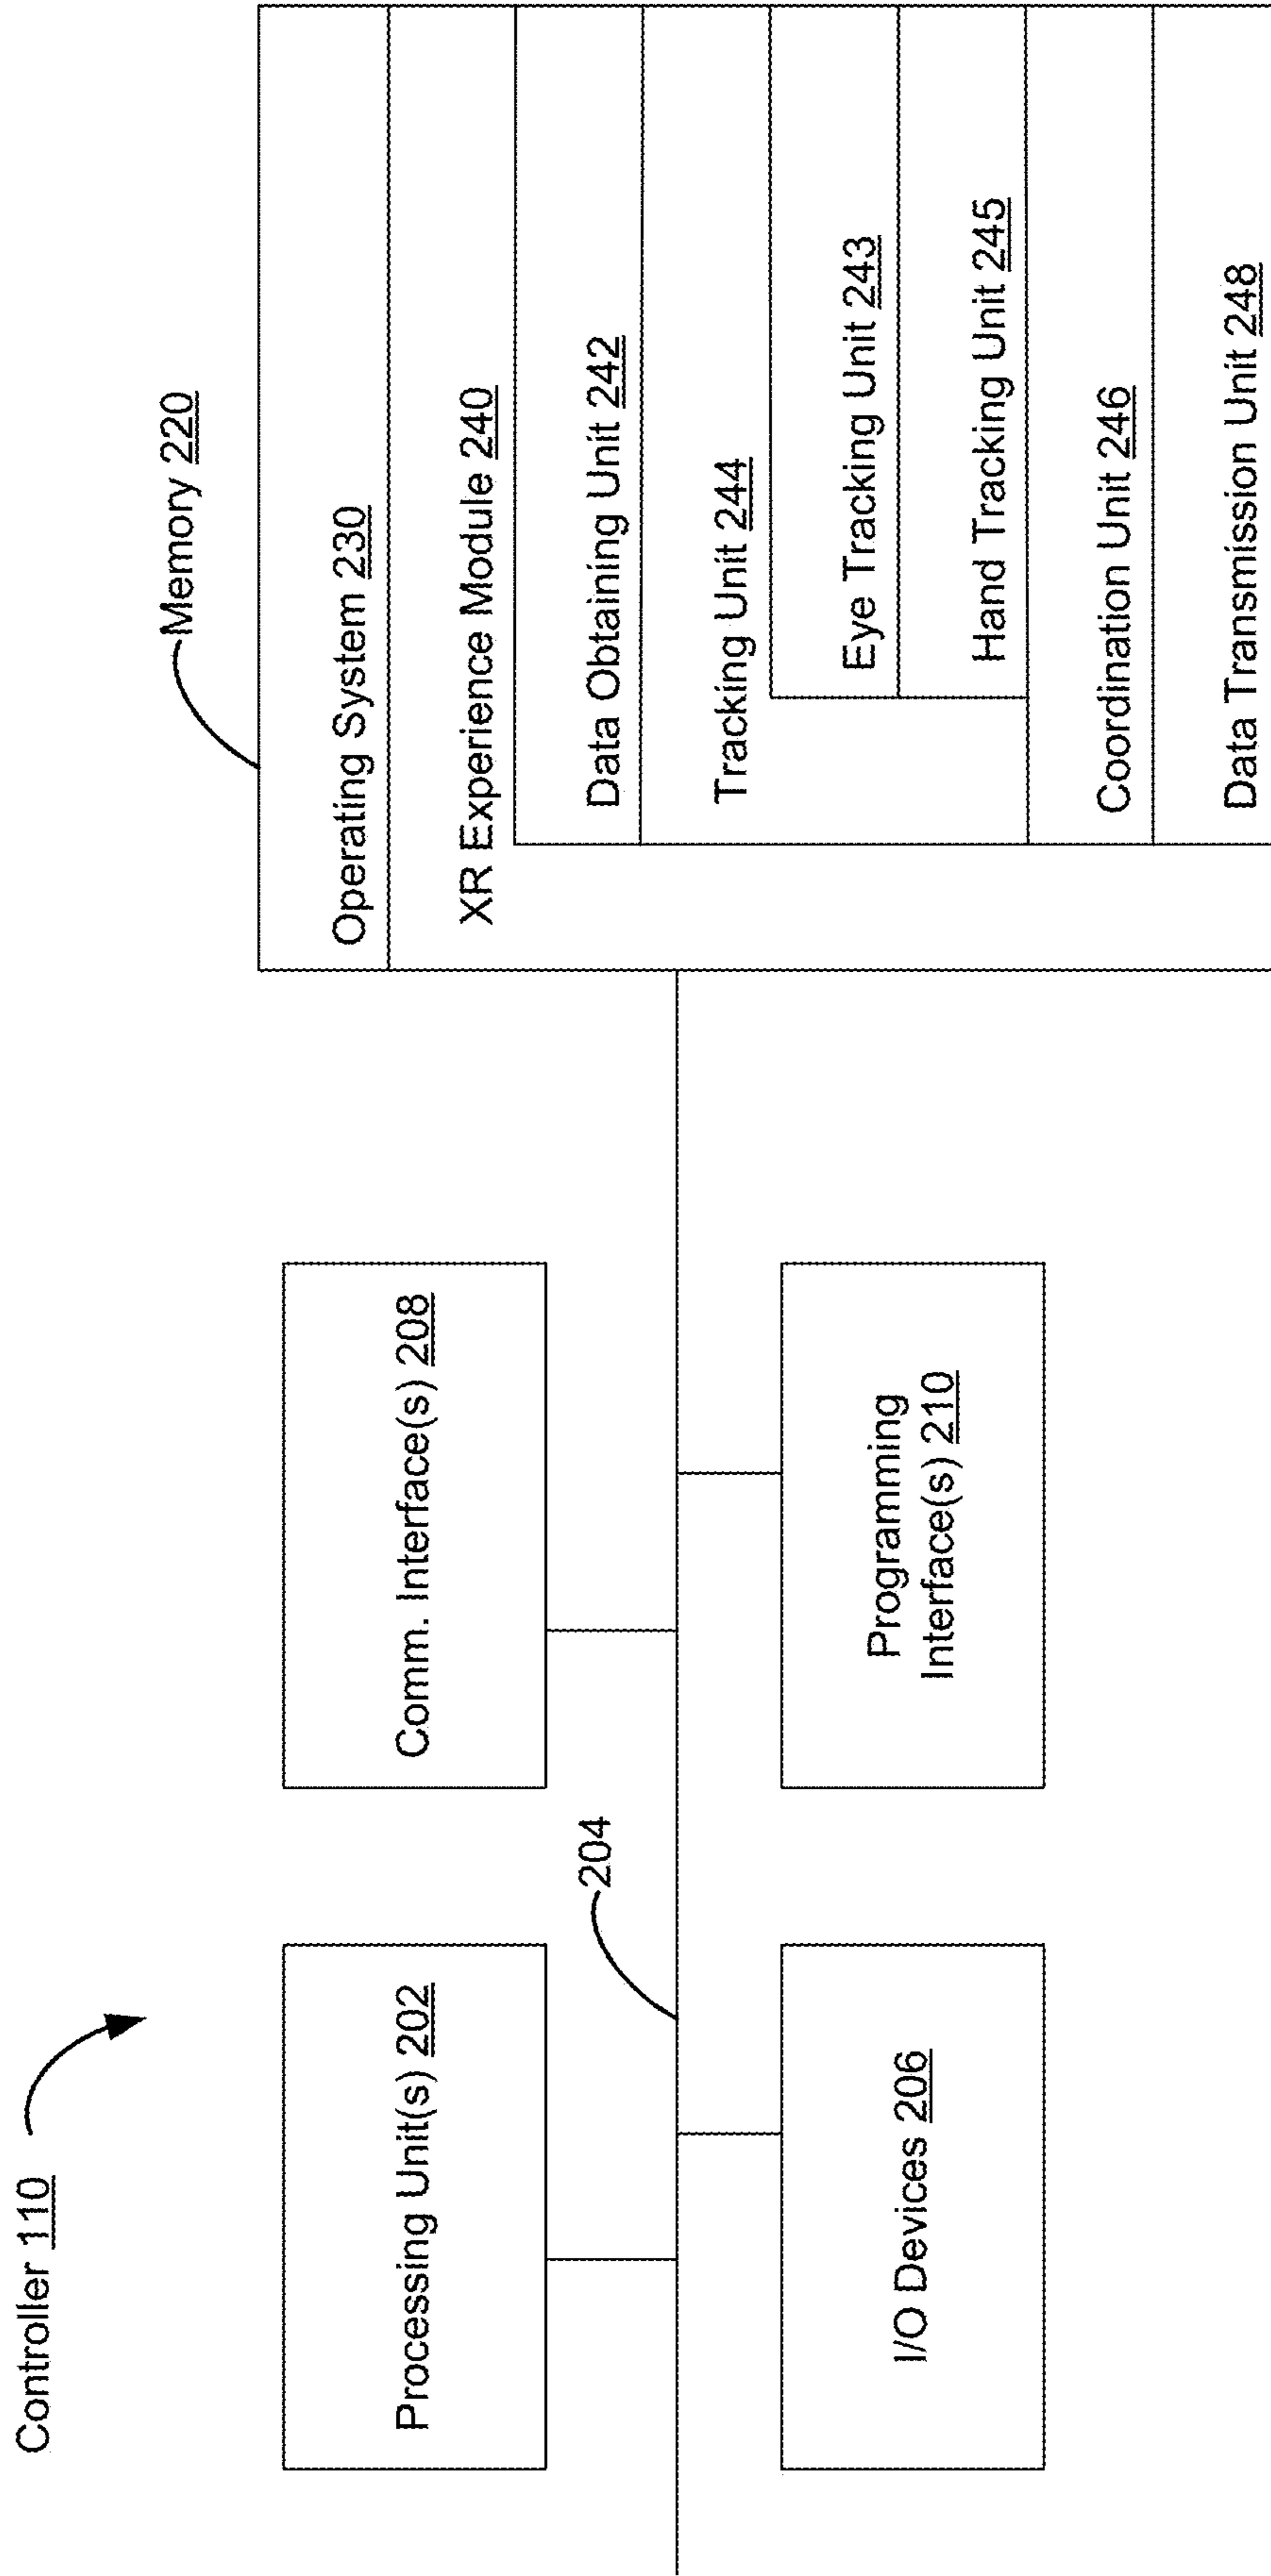 Controller 110
Memory 220
Processing Unit(s) 202
Comm. Interface(s) 208
204
I/O Devices 206
Programming
Interface(s) 210
Operating System 230
XR Experience Module 240
Data Obtaining Unit 242
Tracking Unit 244
Eye Tracking Unit 243
Hand Tracking Unit 245
Coordination Unit 246
Data Transmission Unit 248